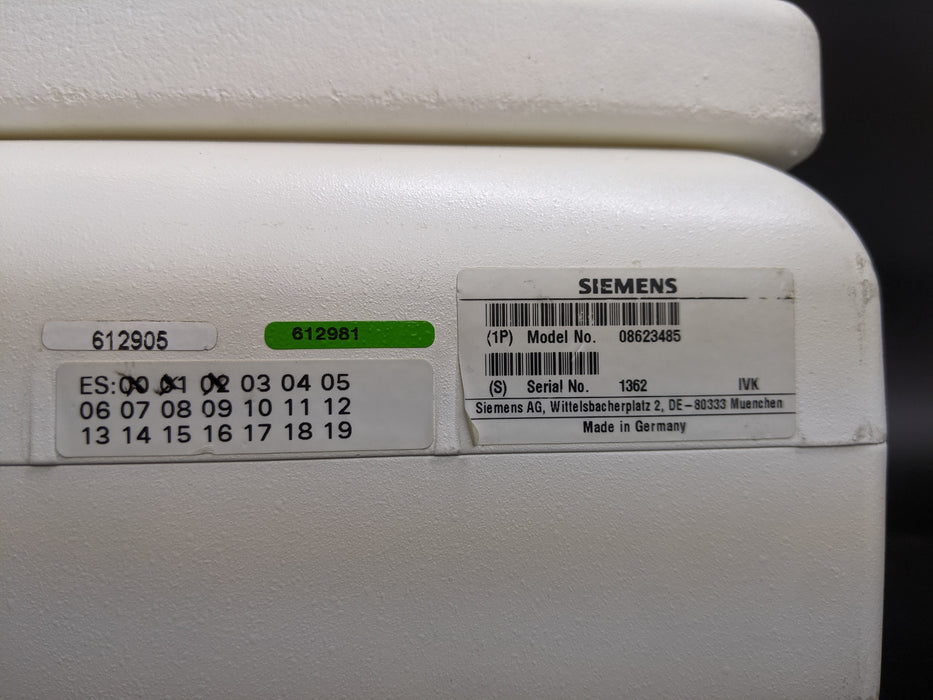 SIEMENS
(1P) Model No. 08623485
(S) Serial No. 1362 IVK
Siemens AG, Wittelsbacherplatz 2, DE-80333 Muenchen
Made in Germany
612905
612981
ES: 00 01 02 03 04 05
06 07 08 09 10 11 12
13 14 15 16 17 18 19